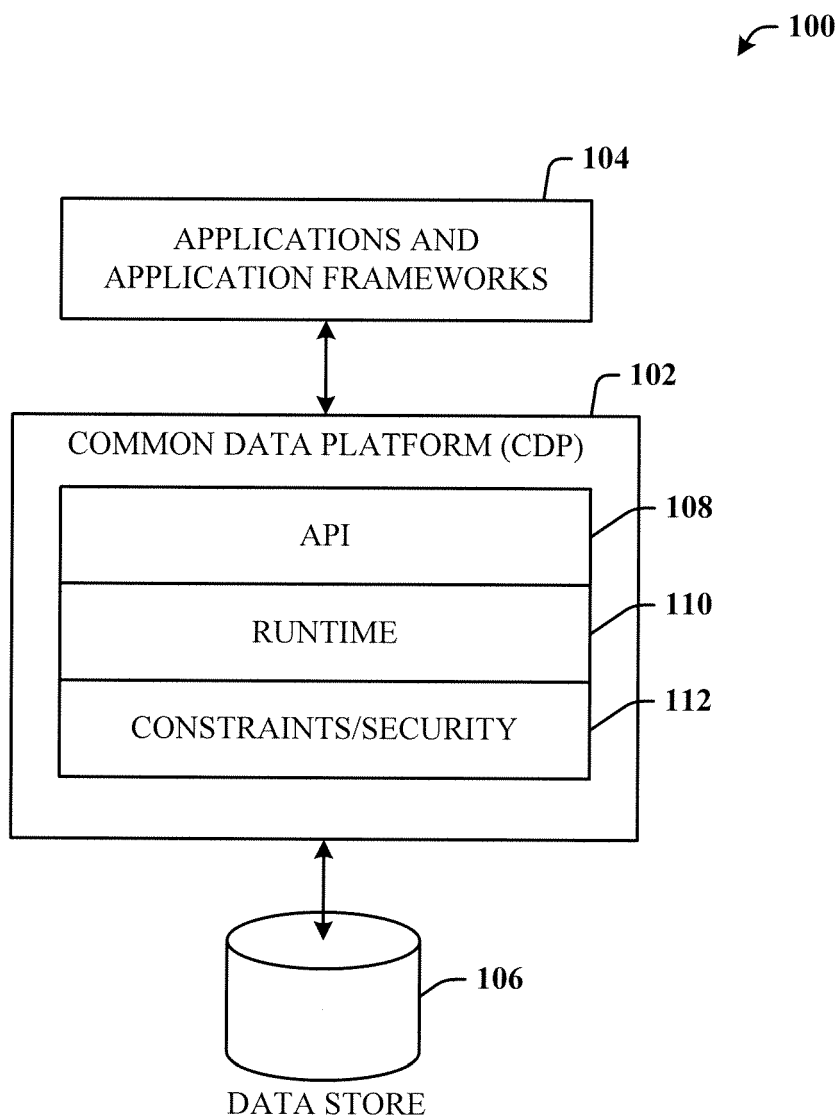 100
104
APPLICATIONS AND
APPLICATION FRAMEWORKS
102
COMMON DATA PLATFORM (CDP)
108
API
110
RUNTIME
112
CONSTRAINTS/SECURITY
106
DATA STORE